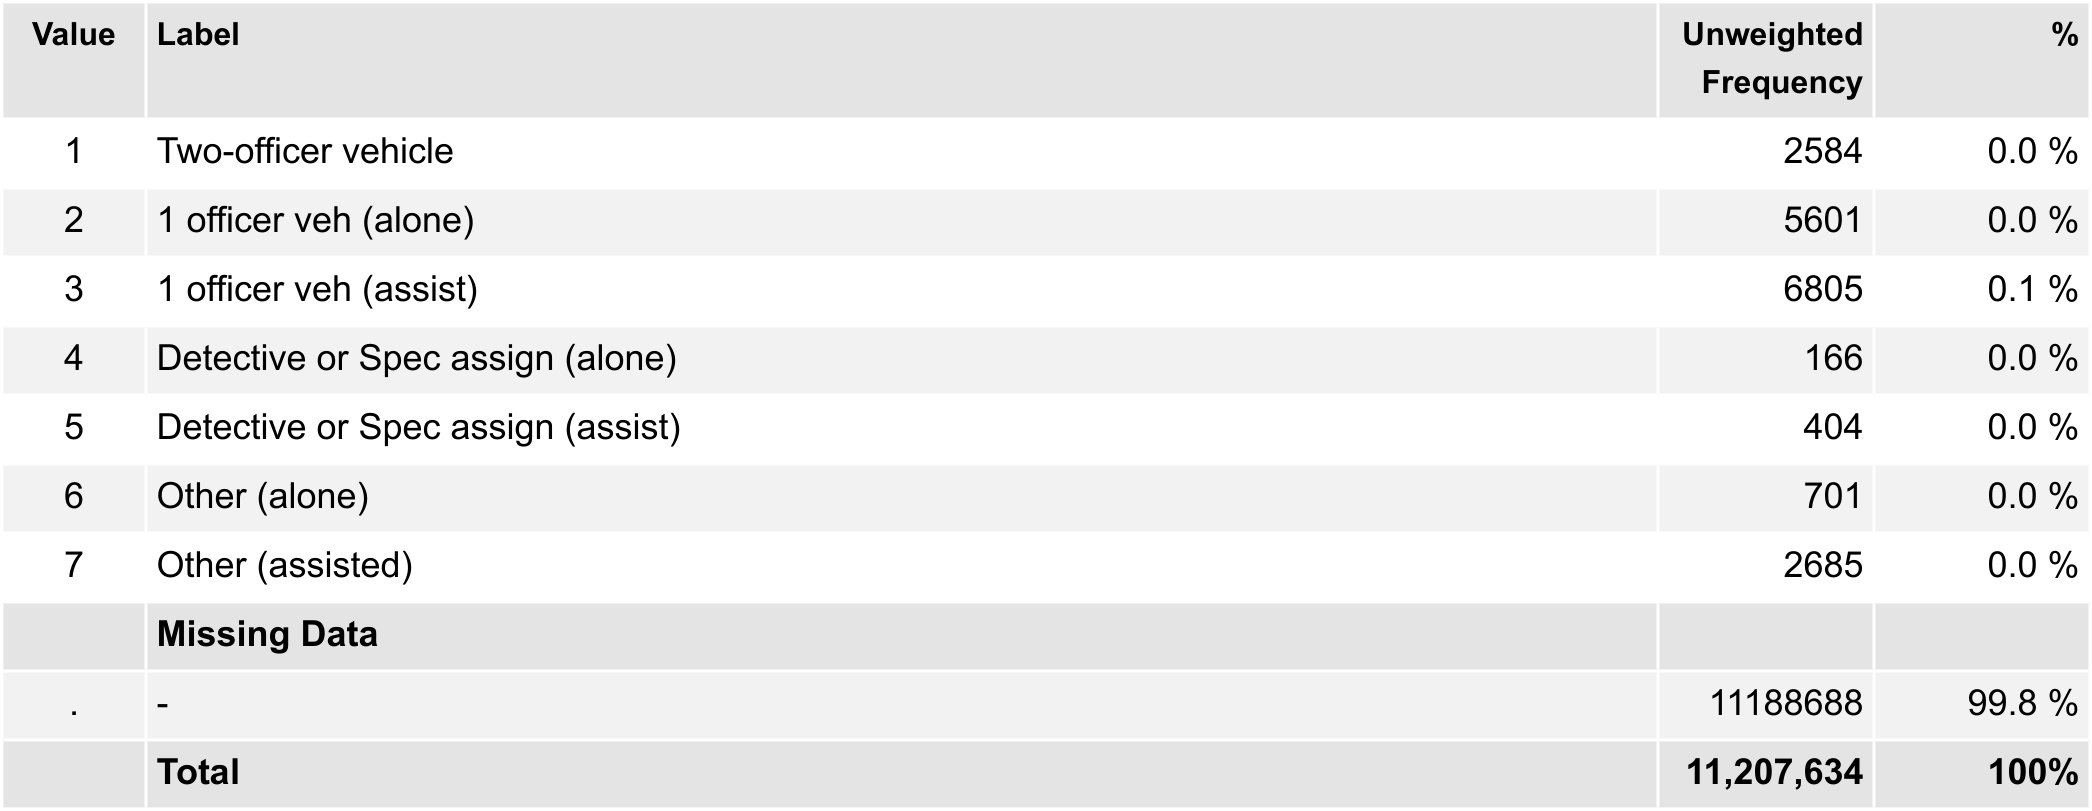 Value Label Unweighted Frequency %
1 Two-officer vehicle 2584 0.0 %
2 1 officer veh (alone) 5601 0.0 %
3 1 officer veh (assist) 6805 0.1 %
4 Detective or Spec assign (alone) 166 0.0 %
5 Detective or Spec assign (assist) 404 0.0 %
6 Other (alone) 701 0.0 %
7 Other (assisted) 2685 0.0 %
Missing Data
. - 11188688 99.8 %
Total 11,207,634 100%